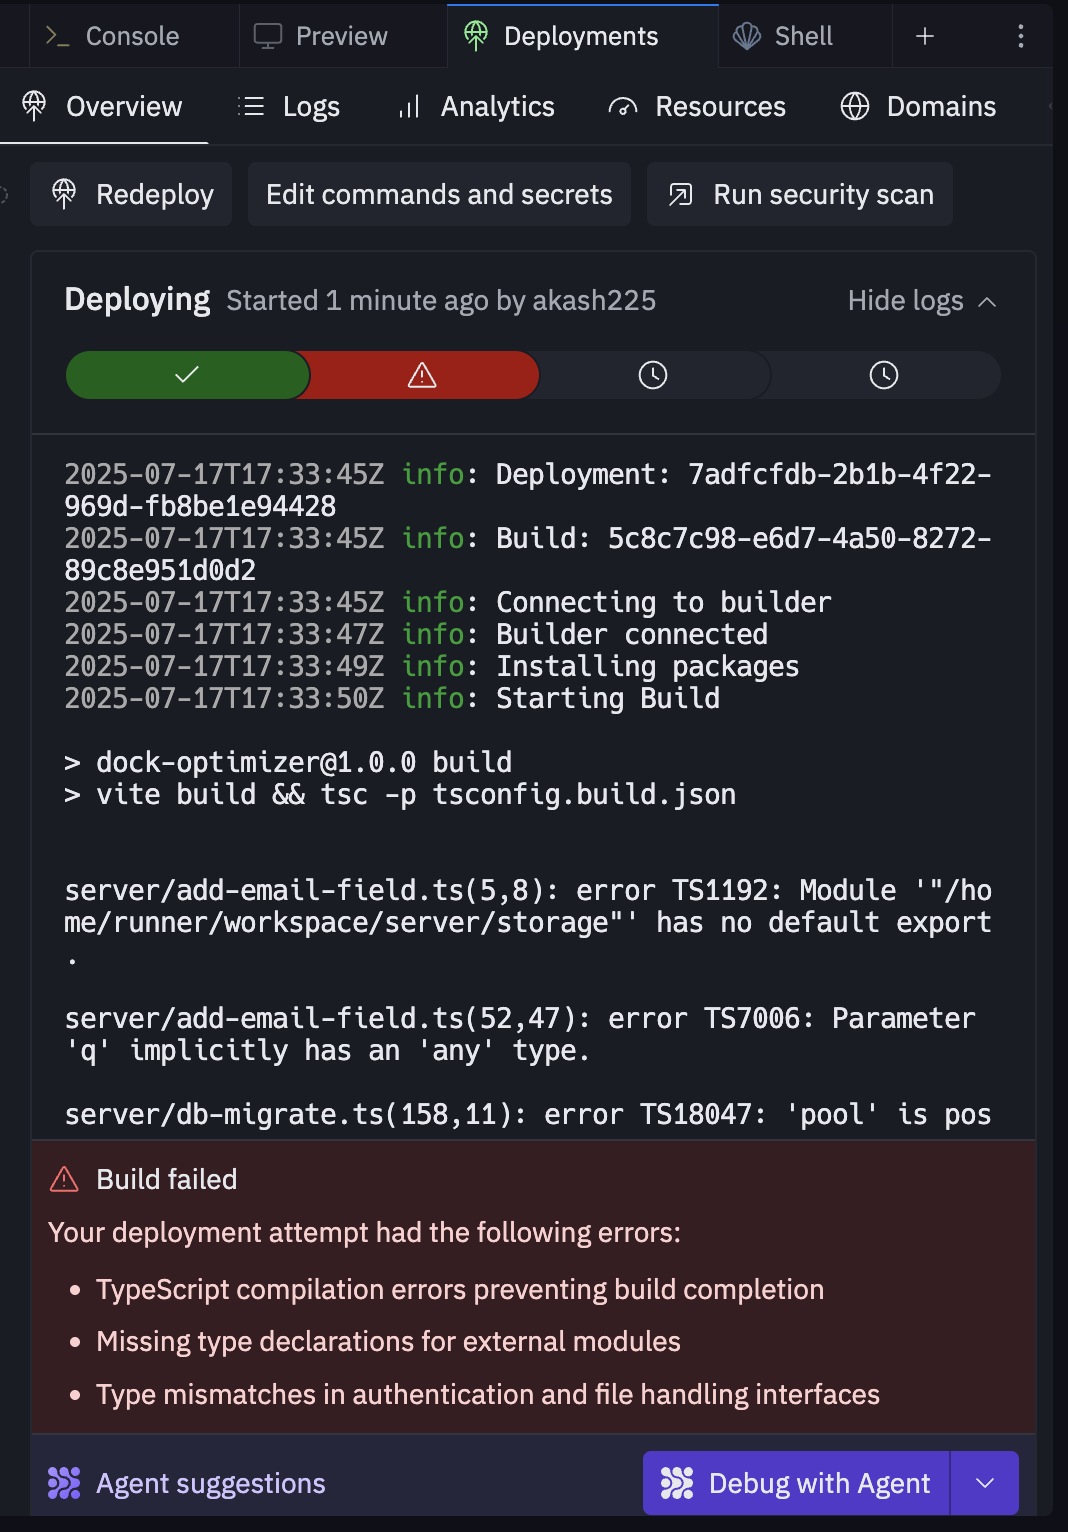 Console
Preview
Deployments
Shell
Overview
Logs
Analytics
Resources
Domains
Redeploy
Edit commands and secrets
Run security scan
Deploying Started 1 minute ago by akash225
Hide logs
2025-07-17T17:33:45Z info: Deployment: 7adfcfdb-2b1b-4f22-
969d-fb8be1e94428
2025-07-17T17:33:45Z info: Build: 5c8c7c98-e6d7-4a50-8272-
89c8e951d0d2
2025-07-17T17:33:45Z info: Connecting to builder
2025-07-17T17:33:47Z info: Builder connected
2025-07-17T17:33:49Z info: Installing packages
2025-07-17T17:33:50Z info: Starting Build
> dock-optimizer@1.0.0 build
> vite build && tsc -p tsconfig.build.json
server/add-email-field.ts(5,8): error TS1192: Module '"/ho
me/runner/workspace/server/storage"' has no default export
.
server/add-email-field.ts(52,47): error TS7006: Parameter
'q' implicitly has an 'any' type.
server/db-migrate.ts(158,11): error TS18047: 'pool' is pos
Build failed
Your deployment attempt had the following errors:
• TypeScript compilation errors preventing build completion
• Missing type declarations for external modules
• Type mismatches in authentication and file handling interfaces
Agent suggestions
Debug with Agent